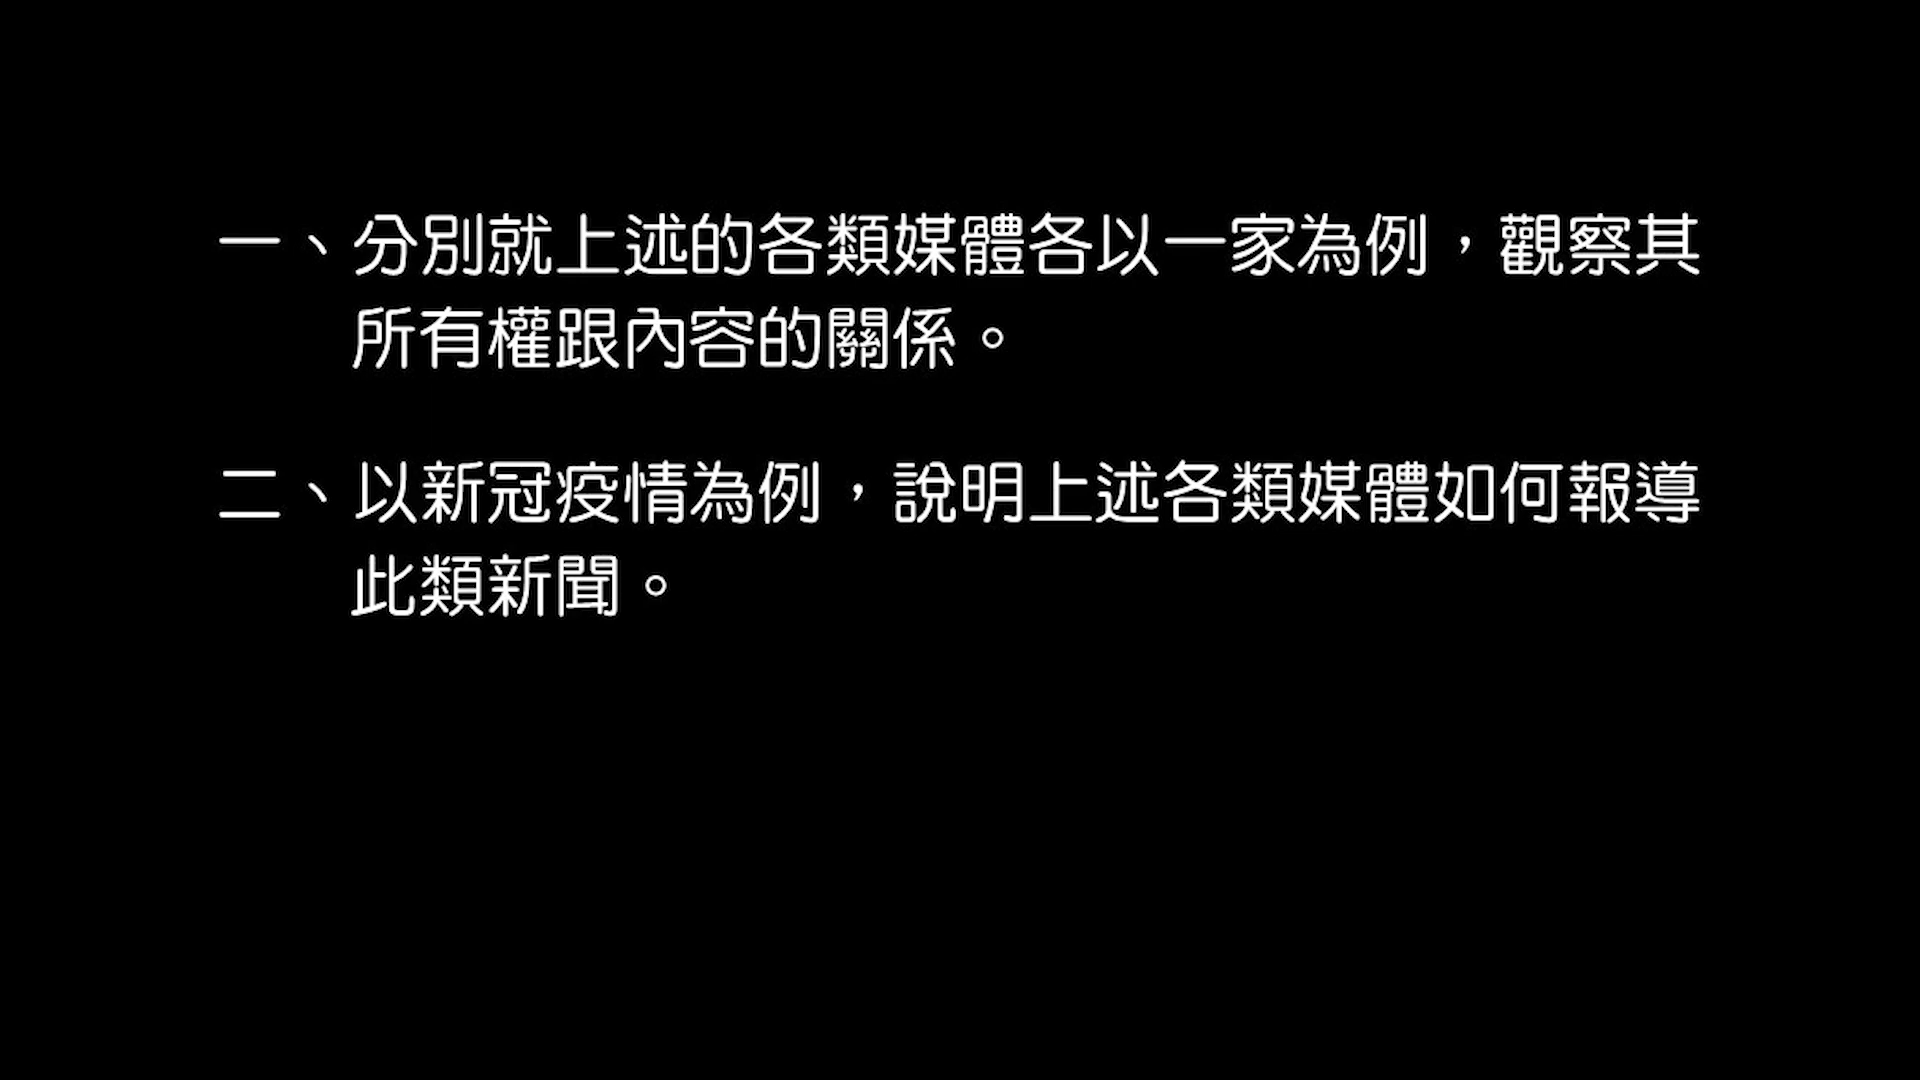 一、分別就上述的各類媒體各以一家為例，觀察其
所有權跟內容的關係。
二、以新冠疫情為例，說明上述各類媒體如何報導
此類新聞。